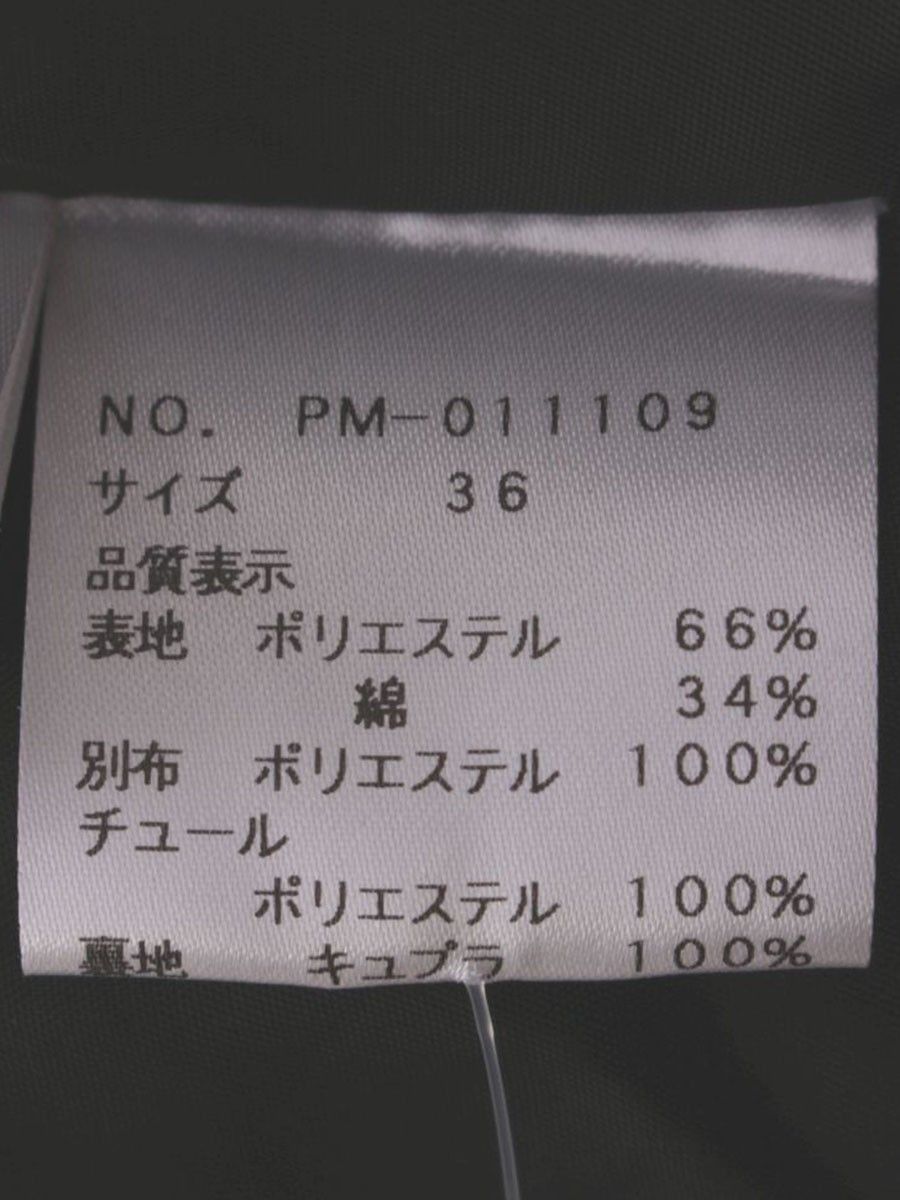 NO. PM-011109
サイズ 36
品質表示
表地 ポリエステル 66%
綿 34%
別布 ポリエステル 100%
チュール
ポリエステル 100%
裏地 キュプラ 100%